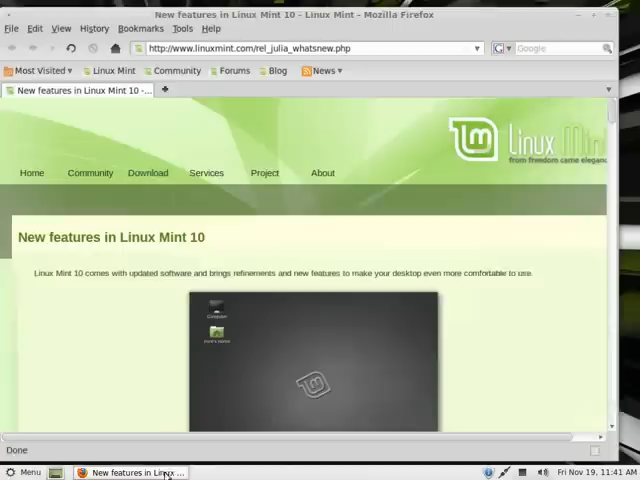 New features in Linux Mint 10 - Linux Mint - Mozilla Firefox
File Edit View History Bookmarks Tools Help
http://www.linuxmint.com/rel_julia_whatsnew.php
Google
Most Visited Linux Mint Community Forums Blog News
New features in Linux Mint 10 -...
Linux Mint
from freedom came eleganc
Home Community Download Services Project About
New features in Linux Mint 10
Linux Mint 10 comes with updated software and brings refinements and new features to make your desktop even more comfortable to use.
Computer
mint's Home
Done
Menu New features in Linux ... Fri Nov 19, 11:41 AM